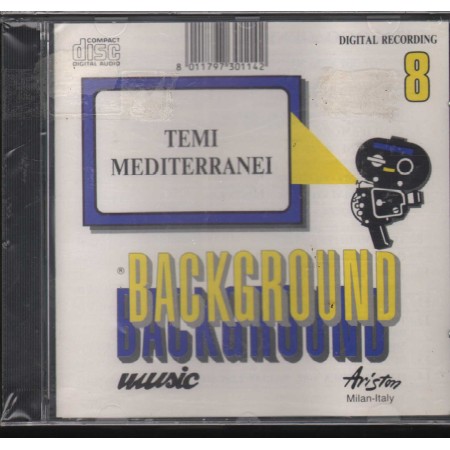 COMPACT
disc
DIGITAL AUDIO
8 011797 301142
DIGITAL RECORDING
8
TEMI
MEDITERRANEI
® BACKGROUND
BACKGROUND
music
Ariston
Milan-Italy